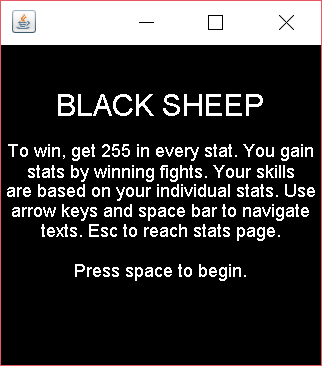 BLACK SHEEP
To win, get 255 in every stat. You gain
stats by winning fights. Your skills
are based on your individual stats. Use
arrow keys and space bar to navigate
texts. Esc to reach stats page.
Press space to begin.